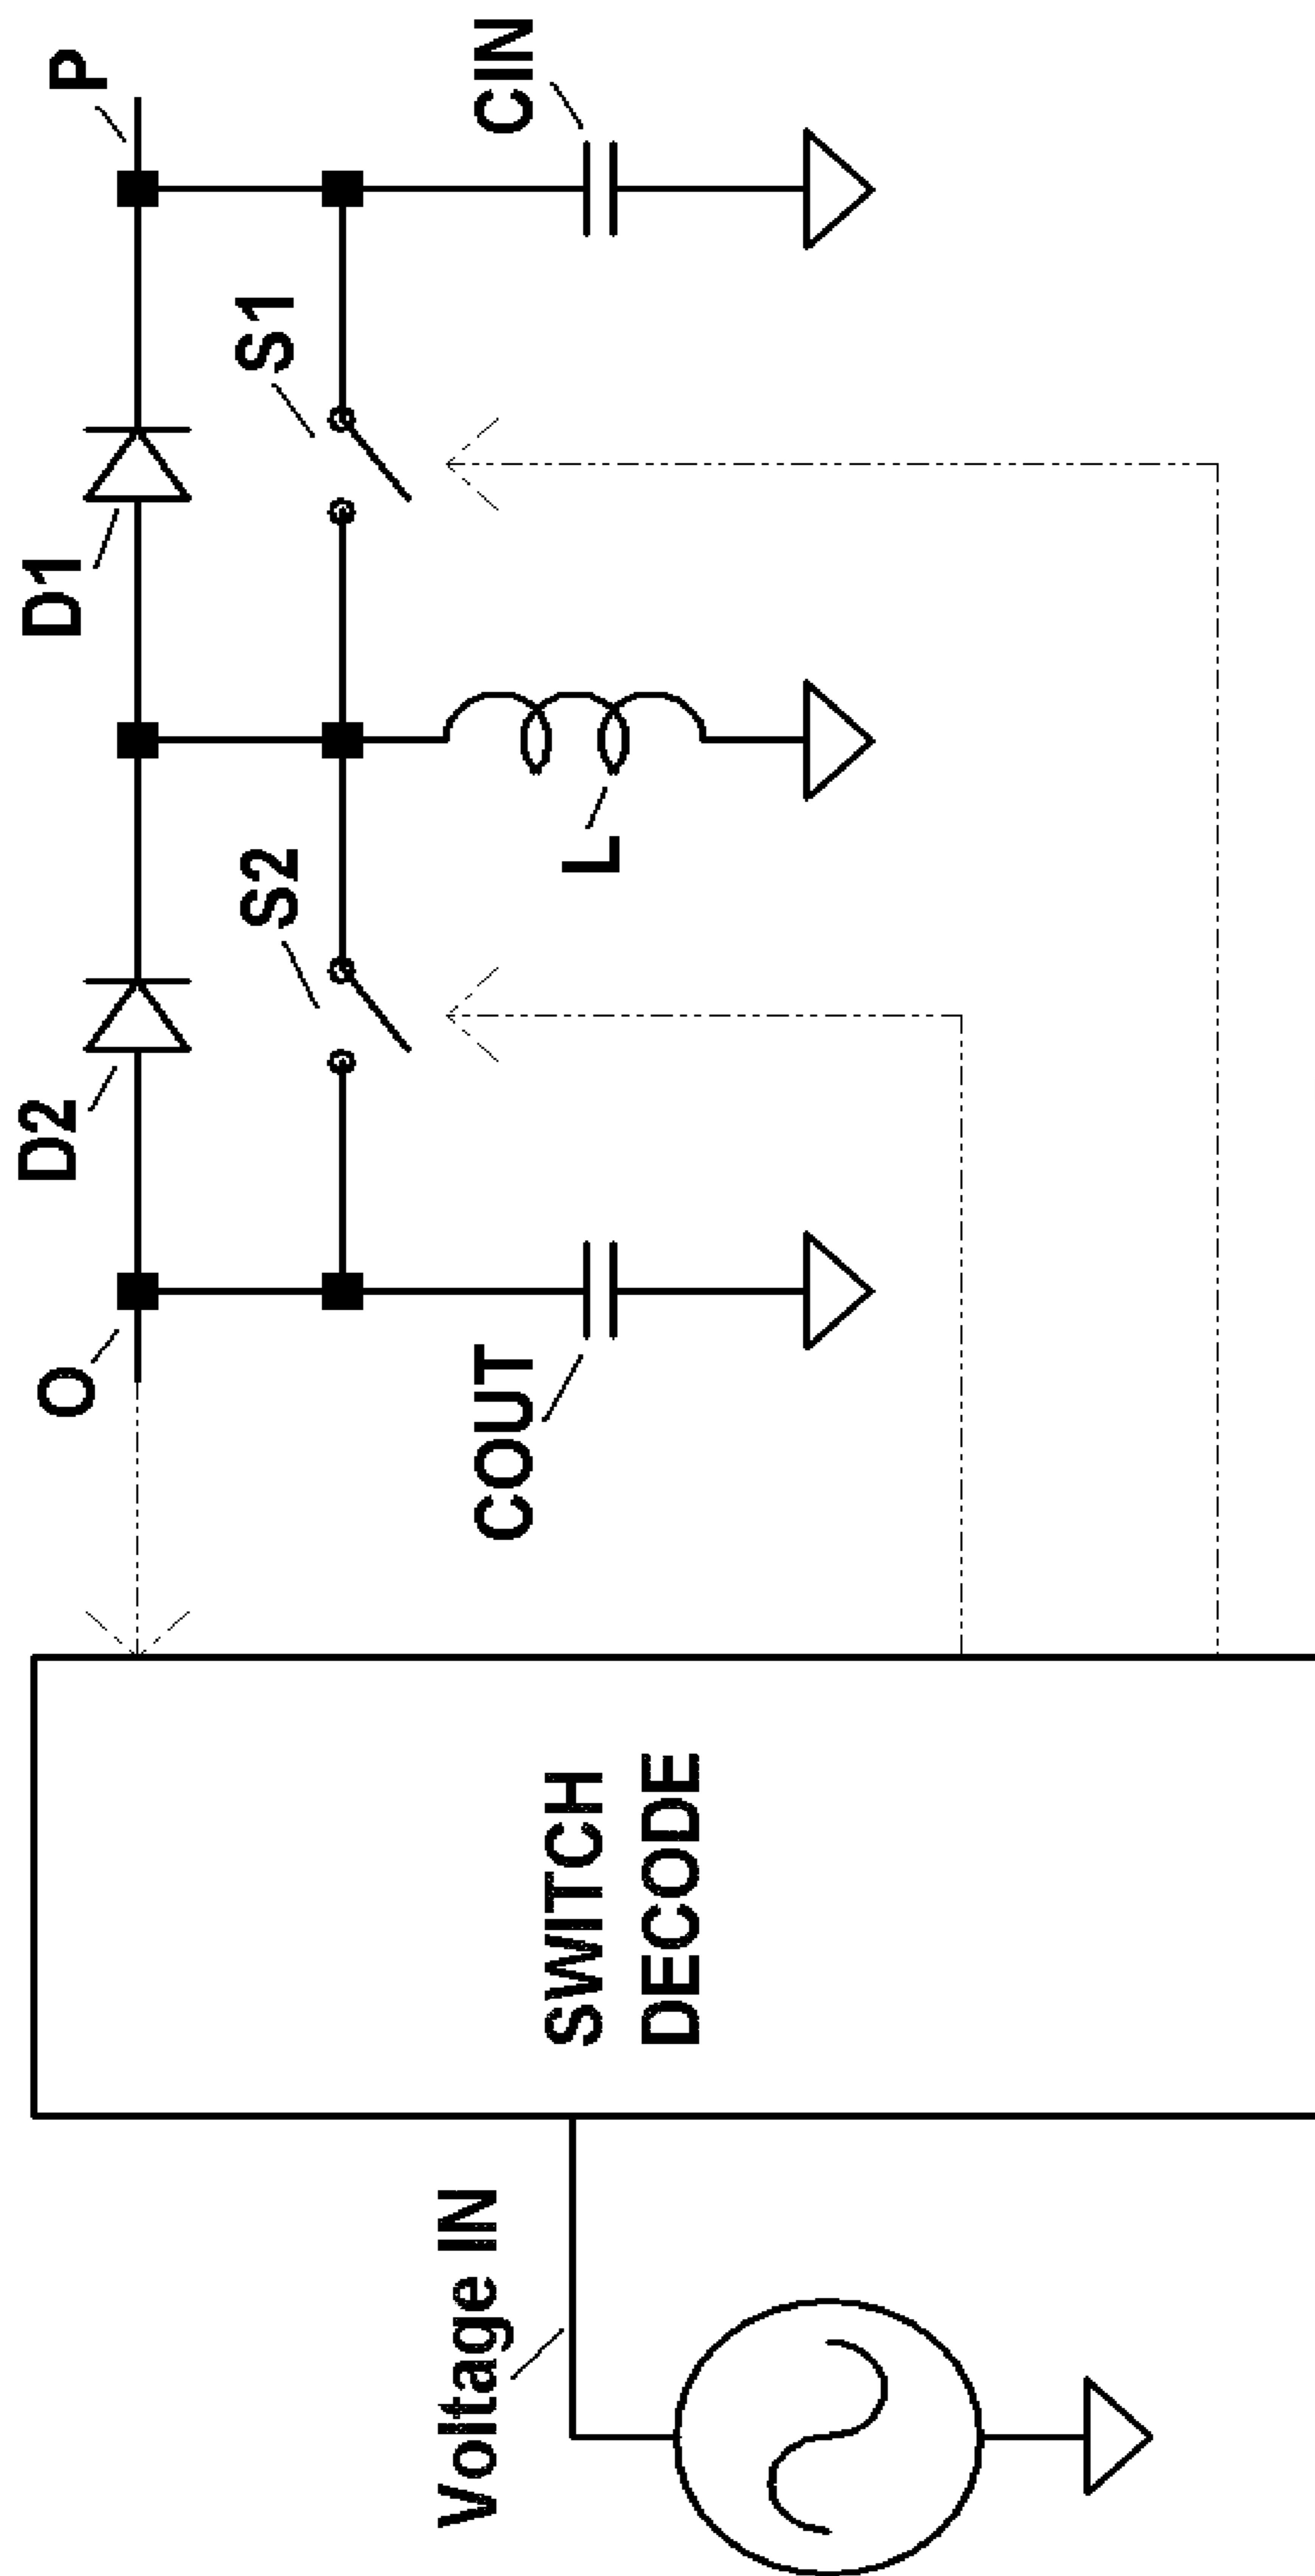 P
CIN
S1
D1
L
S2
D2
O
COUT
SWITCH
DECODE
Voltage IN